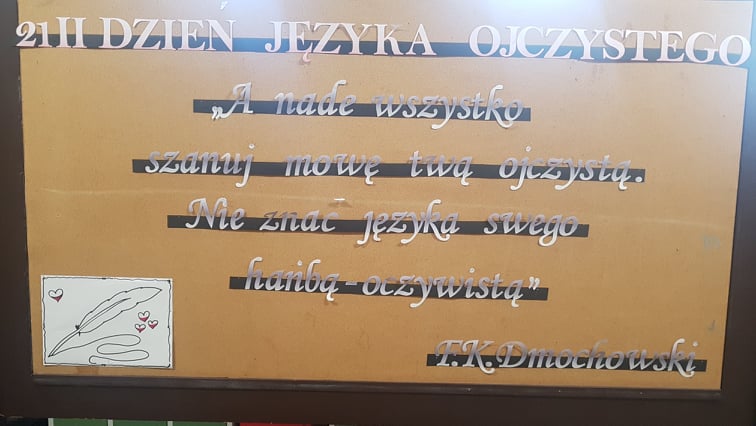 21 II DZIEŃ JĘZYKA OJCZYSTEGO
„A nade wszystko
szanuj mowę twą ojczystą.
Nie znać języka swego
hańbą-oczywistą”
F.K.Dmochowski